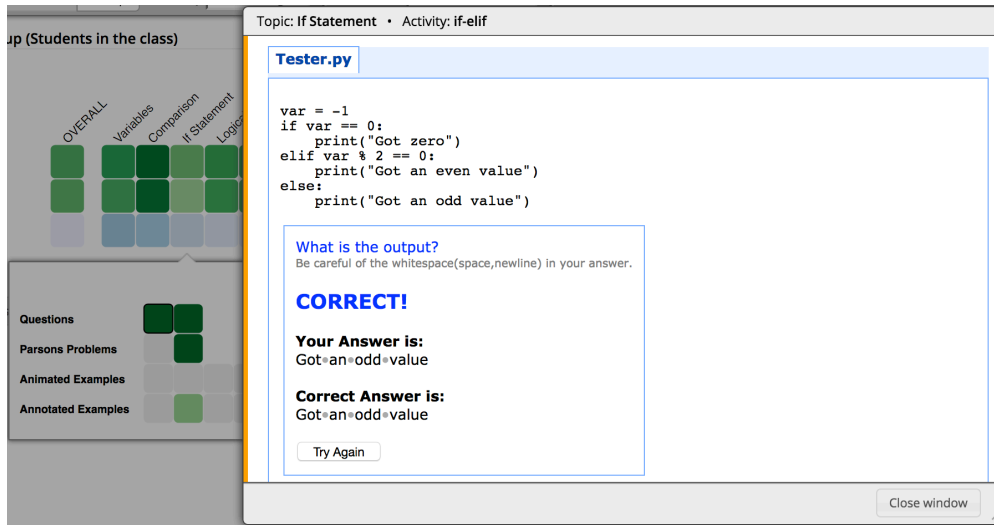 Topic: If Statement • Activity: if-elif
up (Students in the class)
Tester.py
OVERALL
Variables
Comparison
If Statement
var = -1
if var == 0:
    print("Got zero")
elif var % 2 == 0:
    print("Got an even value")
else:
    print("Got an odd value")
What is the output?
Be careful of the whitespace(space,newline) in your answer.
CORRECT!
Your Answer is:
Got•an•odd•value
Correct Answer is:
Got•an•odd•value
Try Again
Questions
Parsons Problems
Animated Examples
Annotated Examples
Close window